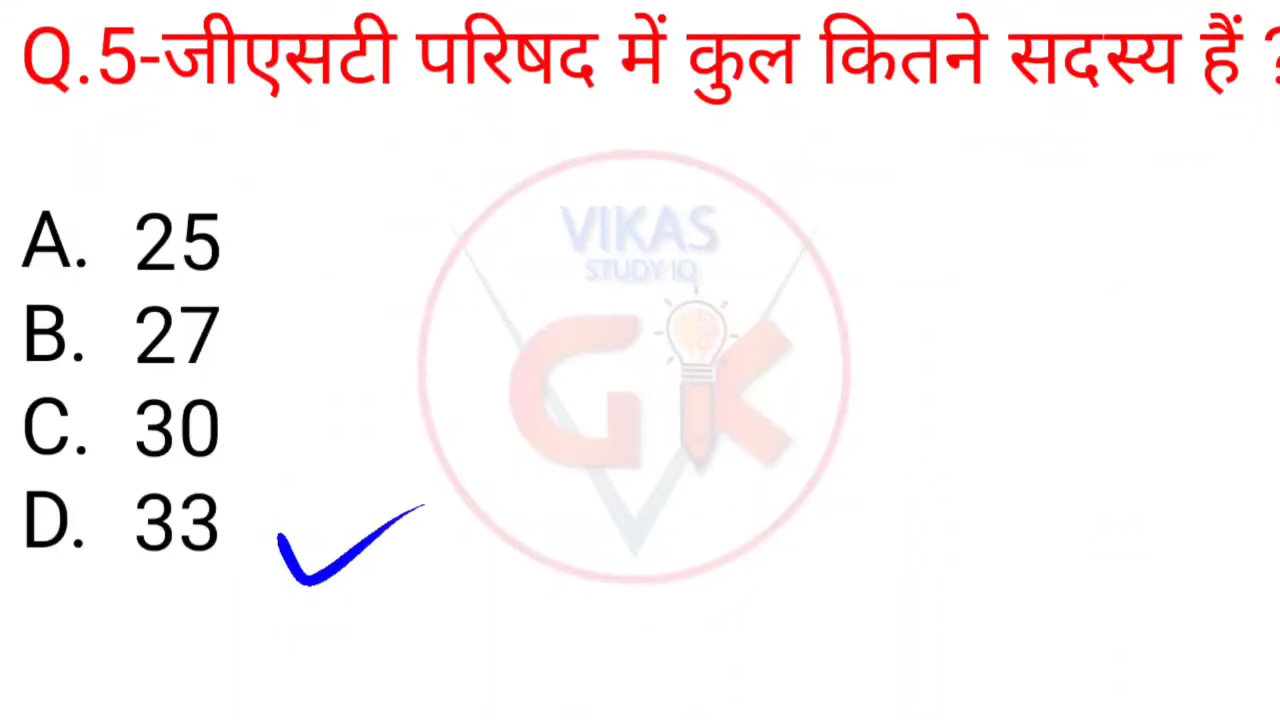 Q.5-जीएसटी परिषद में कुल कितने सदस्य हैं ?
VIKAS
STUDY IQ
GK
A. 25
B. 27
C. 30
D. 33